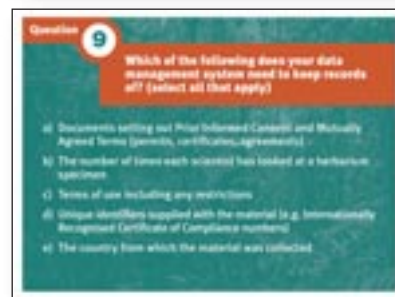 Question
9
Which of the following does your data
management system need to keep records
of? (select all that apply)
a) Documents setting out Prior Informed Consent and Mutually
Agreed Terms (permits, certificates, agreements)
b) The number of times each scientist has looked at a herbarium
specimen
c) Terms of use including any restrictions
d) Unique identifiers supplied with the material (e.g. Internationally
Recognised Certificate of Compliance numbers)
e) The country from which the material was collected